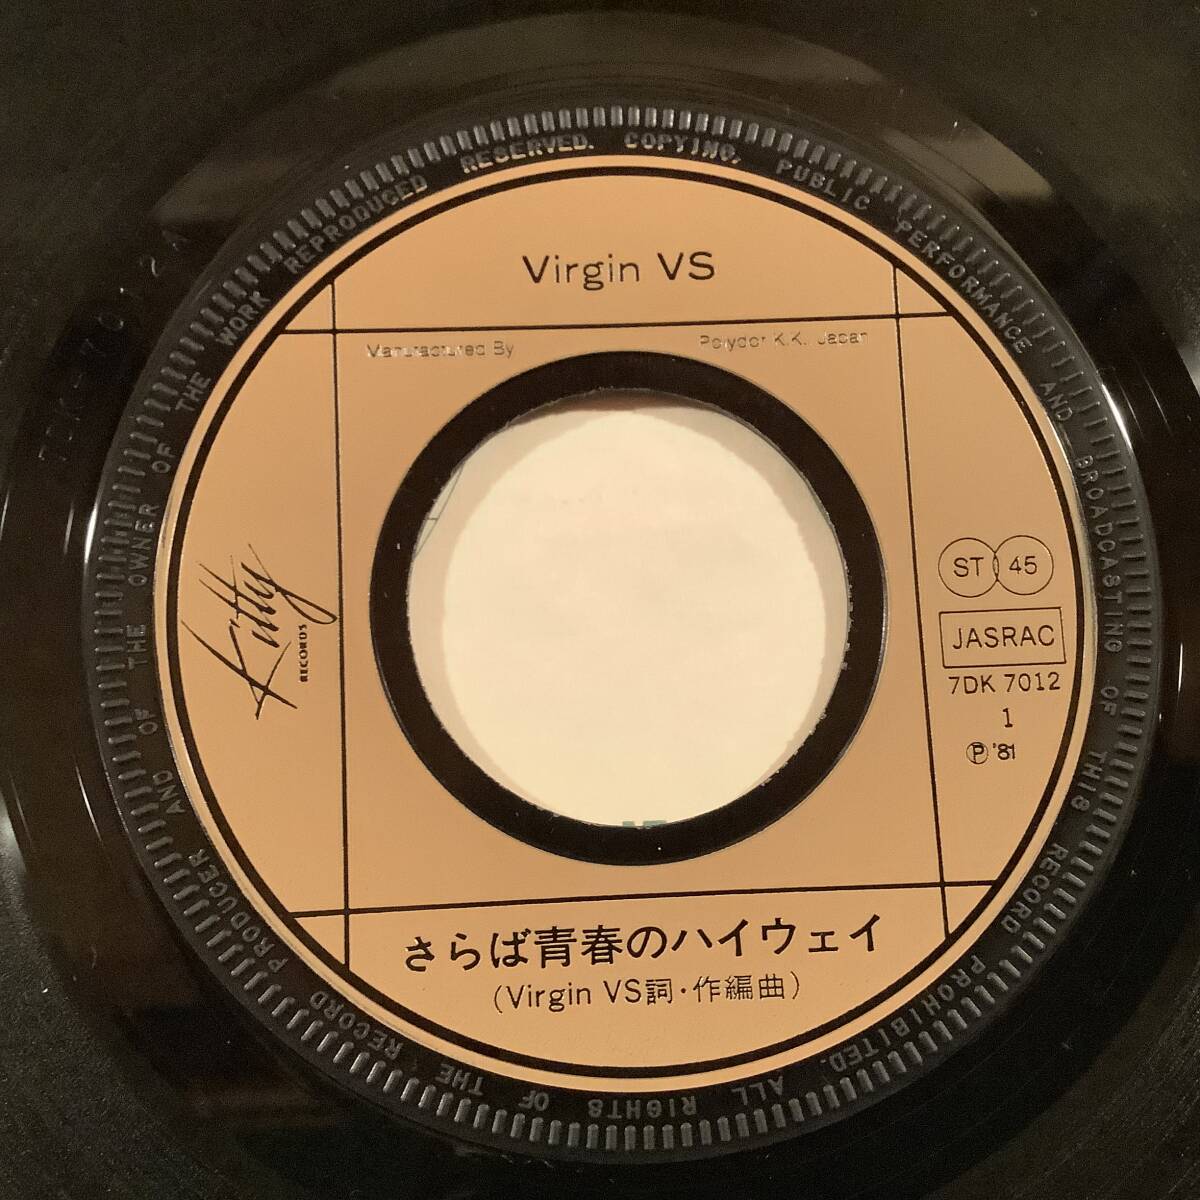 Virgin VS
Manufactured By Polydor K.K. Japan
Kitty
RECORDS
ST 45
JASRAC
7DK 7012
1
Ⓟ '81
さらば青春のハイウェイ
(Virgin VS詞・作編曲)
ALL RIGHTS OF THE RECORD PRODUCER AND OF THE OWNER OF THE WORK REPRODUCED RESERVED. COPYING, PUBLIC PERFORMANCE AND BROADCASTING OF THIS RECORD PROHIBITED.